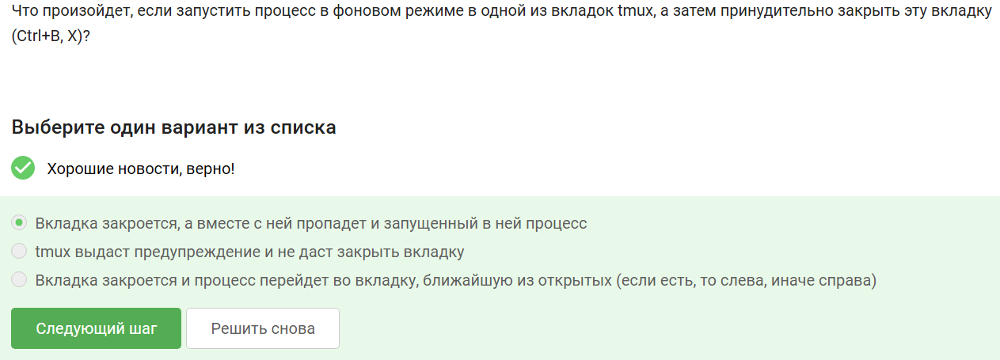 Что произойдет, если запустить процесс в фоновом режиме в одной из вкладок tmux, а затем принудительно закрыть эту вкладку
(Ctrl+B, X)?
Выберите один вариант из списка
Хорошие новости, верно!
Вкладка закроется, а вместе с ней пропадет и запущенный в ней процесс
tmux выдаст предупреждение и не даст закрыть вкладку
Вкладка закроется и процесс перейдет во вкладку, ближайшую из открытых (если есть, то слева, иначе справа)
Следующий шаг
Решить снова